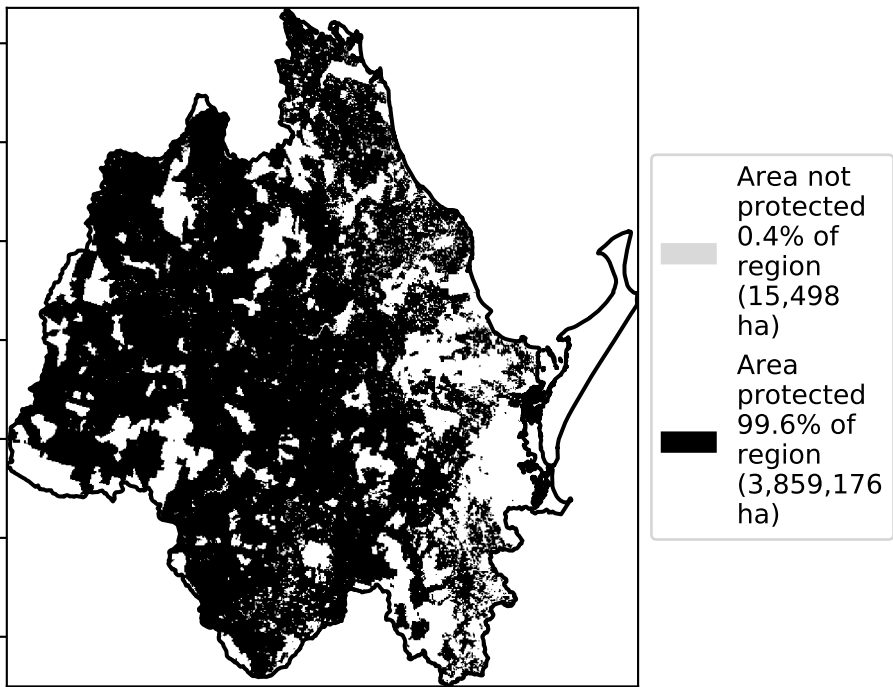 Area not
protected
0.4% of
region
(15,498
ha)
Area
protected
99.6% of
region
(3,859,176
ha)